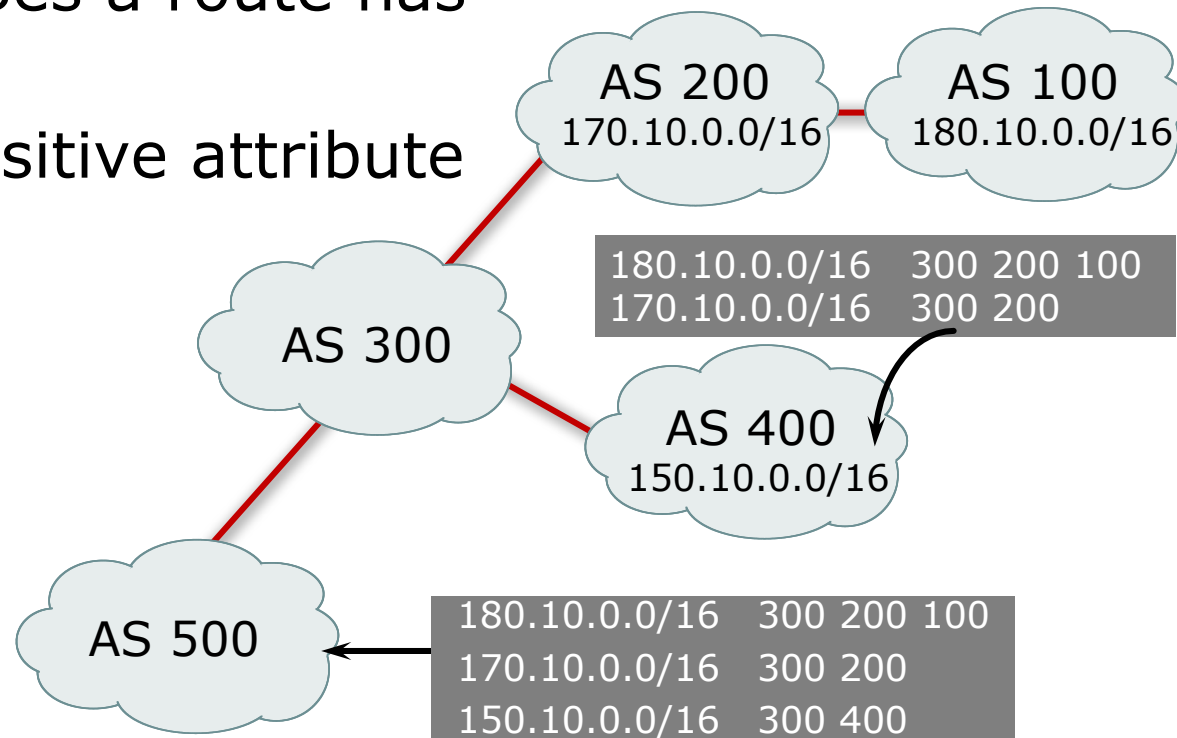 a route has
sitive attribute
AS 200
170.10.0.0/16
AS 100
180.10.0.0/16
180.10.0.0/16 300 200 100
170.10.0.0/16 300 200
AS 300
AS 400
150.10.0.0/16
AS 500
180.10.0.0/16 300 200 100
170.10.0.0/16 300 200
150.10.0.0/16 300 400